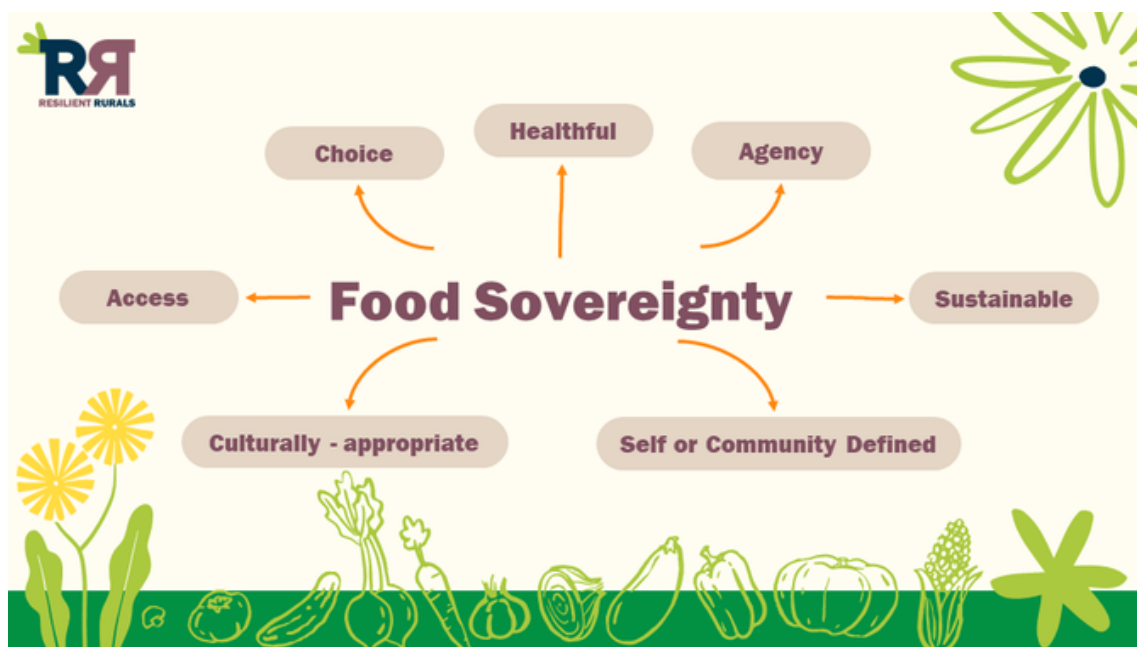 RR
RESILIENT RURALS
Choice
Healthful
Agency
Access
Food Sovereignty
Sustainable
Culturally - appropriate
Self or Community Defined